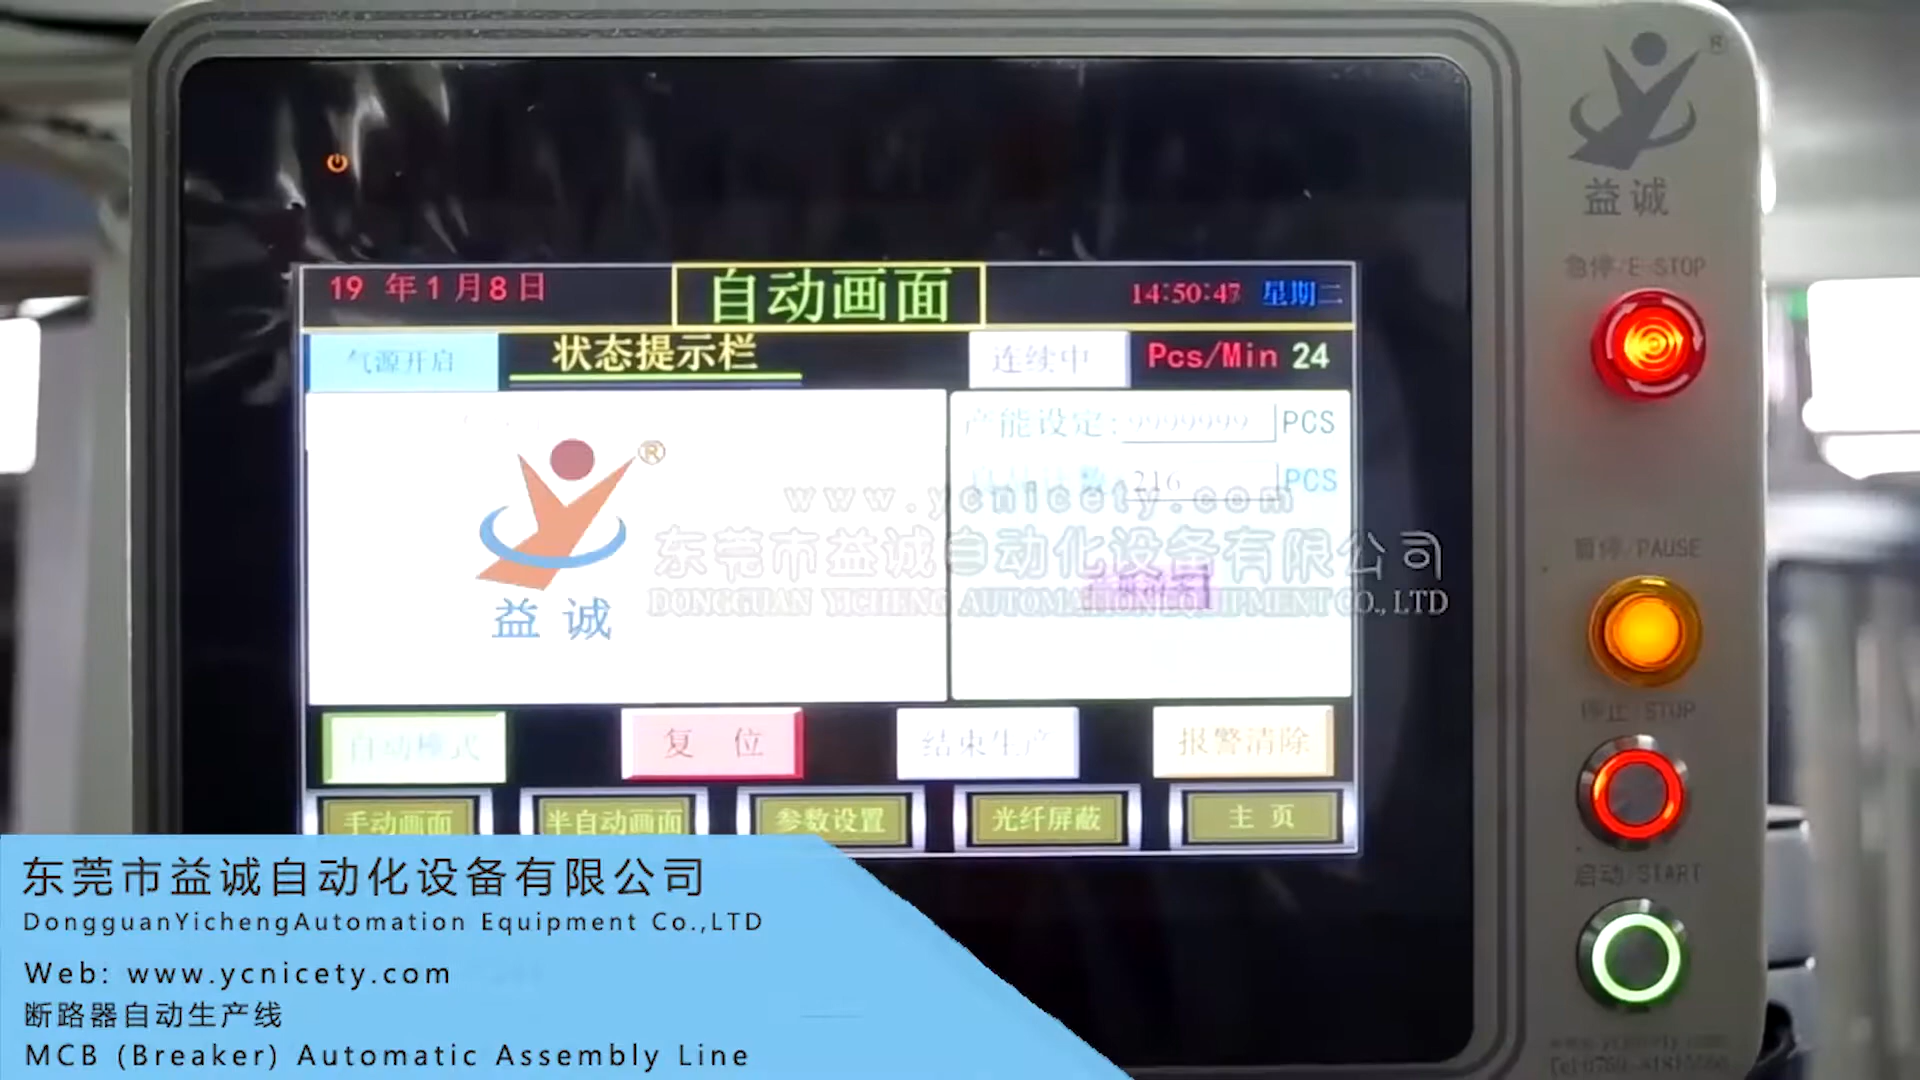 ®
益诚
急停/E-STOP
19 年1月8日
自动画面
14:50:47 星期二
气源开启
状态提示栏
连续中
Pcs/Min 24
产能设定:9999999 PCS
216 PCS
®
益诚
www.ycnicety.com
东莞市益诚自动化设备有限公司
DONGGUAN YICHENG AUTOMATION EQUIPMENT CO., LTD
暂停/PAUSE
停止/STOP
自动模式
复 位
结束生产
报警清除
手动画面
半自动画面
参数设置
光纤屏蔽
主 页
启动/START
东莞市益诚自动化设备有限公司
DongguanYichengAutomation Equipment Co.,LTD
Web: www.ycnicety.com
断路器自动生产线
MCB (Breaker) Automatic Assembly Line